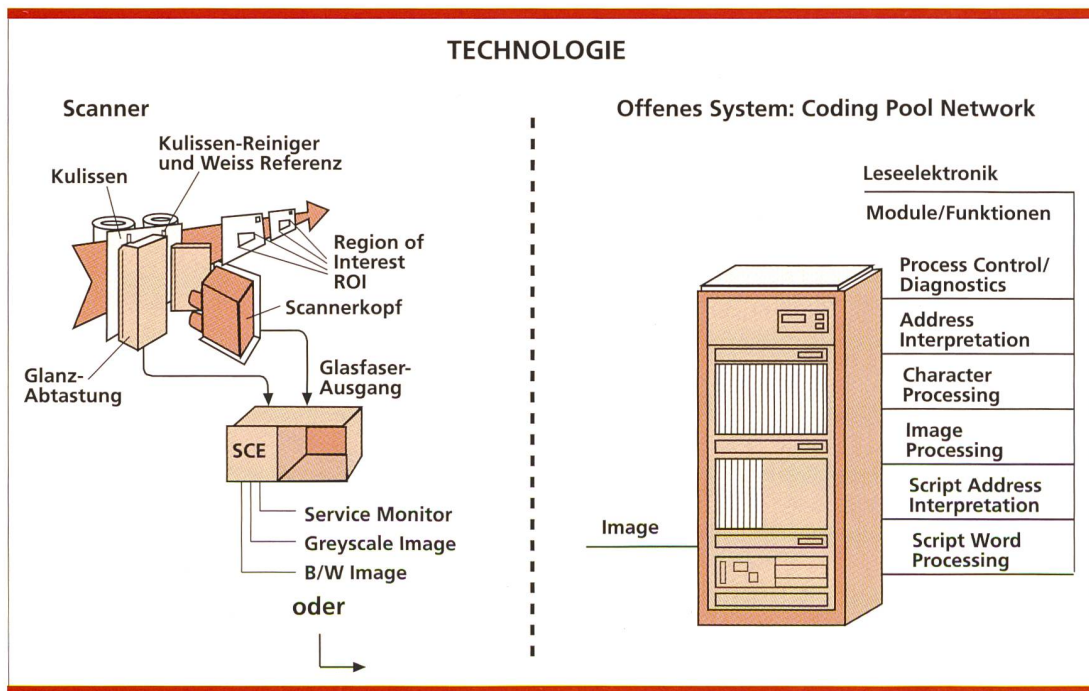 TECHNOLOGIE
Scanner
Kulissen-Reiniger
und Weiss Referenz
Kulissen
Region of
Interest
ROI
Scannerkopf
Glanz-
Abtastung
Glasfaser-
Ausgang
SCE
Service Monitor
Greyscale Image
B/W Image
oder
Offenes System: Coding Pool Network
Leseelektronik
Module/Funktionen
Process Control/
Diagnostics
Address
Interpretation
Character
Processing
Image
Processing
Script Address
Interpretation
Script Word
Processing
Image